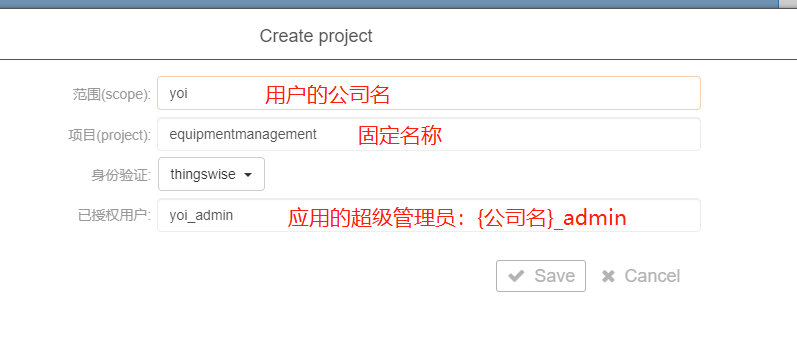 Create project
范围(scope): yoi 用户的公司名
项目(project): equipmentmanagement 固定名称
身份验证: thingswise
已授权用户: yoi_admin 应用的超级管理员：{公司名}_admin
Save Cancel